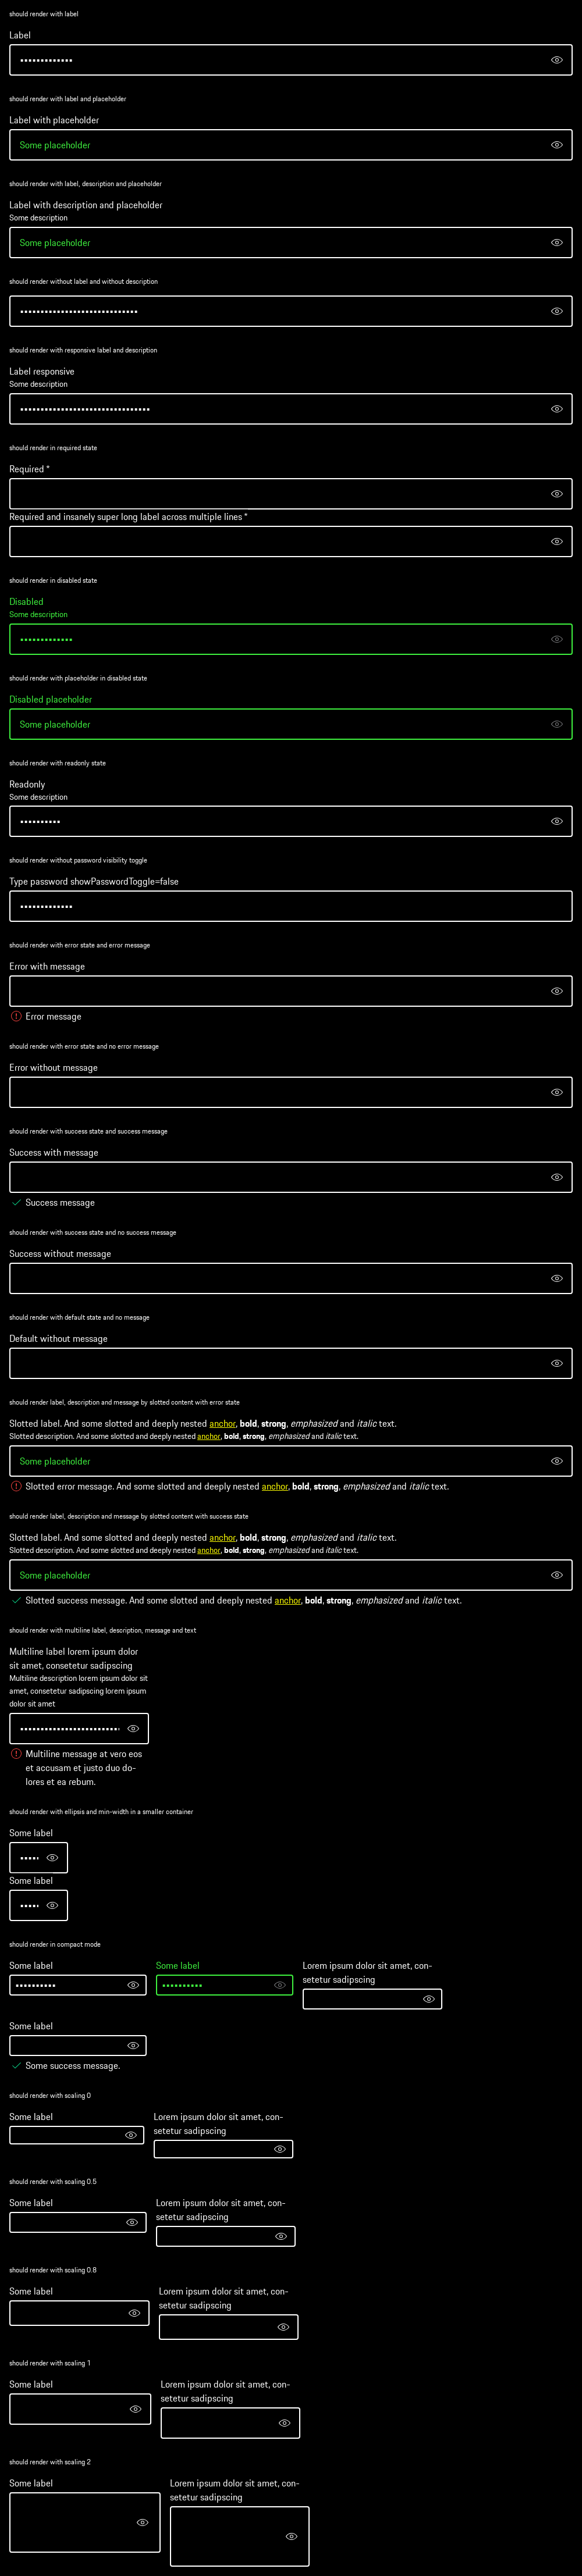 should render with label
Label
•••••••••••••
should render with label and placeholder
Label with placeholder
Some placeholder
should render with label, description and placeholder
Label with description and placeholder
Some description
Some placeholder
should render without label and without description
should render with responsive label and description
Label responsive
Some description
should render in required state
Required *
Required and insanely super long label across multiple lines *
should render in disabled state
Disabled
Some description
should render with placeholder in disabled state
Disabled placeholder
Some placeholder
should render with readonly state
Readonly
Some description
should render without password visibility toggle
Type password showPasswordToggle=false
should render with error state and error message
Error with message
Error message
should render with error state and no error message
Error without message
should render with success state and success message
Success with message
Success message
should render with success state and no success message
Success without message
should render with default state and no message
Default without message
should render label, description and message by slotted content with error state
Slotted label. And some slotted and deeply nested anchor, bold, strong, emphasized and italic text.
Slotted description. And some slotted and deeply nested anchor, bold, strong, emphasized and italic text.
Some placeholder
Slotted error message. And some slotted and deeply nested anchor, bold, strong, emphasized and italic text.
should render label, description and message by slotted content with success state
Slotted label. And some slotted and deeply nested anchor, bold, strong, emphasized and italic text.
Slotted description. And some slotted and deeply nested anchor, bold, strong, emphasized and italic text.
Some placeholder
Slotted success message. And some slotted and deeply nested anchor, bold, strong, emphasized and italic text.
should render with multiline label, description, message and text
Multiline label lorem ipsum dolor
sit amet, consetetur sadipscing
Multiline description lorem ipsum dolor sit
amet, consetetur sadipscing lorem ipsum
dolor sit amet
Multiline message at vero eos
et accusam et justo duo do-
lores et ea rebum.
should render with ellipsis and min-width in a smaller container
Some label
Some label
should render in compact mode
Some label
Some label
Lorem ipsum dolor sit amet, con-
setetur sadipscing
Some label
Some success message.
should render with scaling 0
Some label
Lorem ipsum dolor sit amet, con-
setetur sadipscing
should render with scaling 0.5
Some label
Lorem ipsum dolor sit amet, con-
setetur sadipscing
should render with scaling 0.8
Some label
Lorem ipsum dolor sit amet, con-
setetur sadipscing
should render with scaling 1
Some label
Lorem ipsum dolor sit amet, con-
setetur sadipscing
should render with scaling 2
Some label
Lorem ipsum dolor sit amet, con-
setetur sadipscing